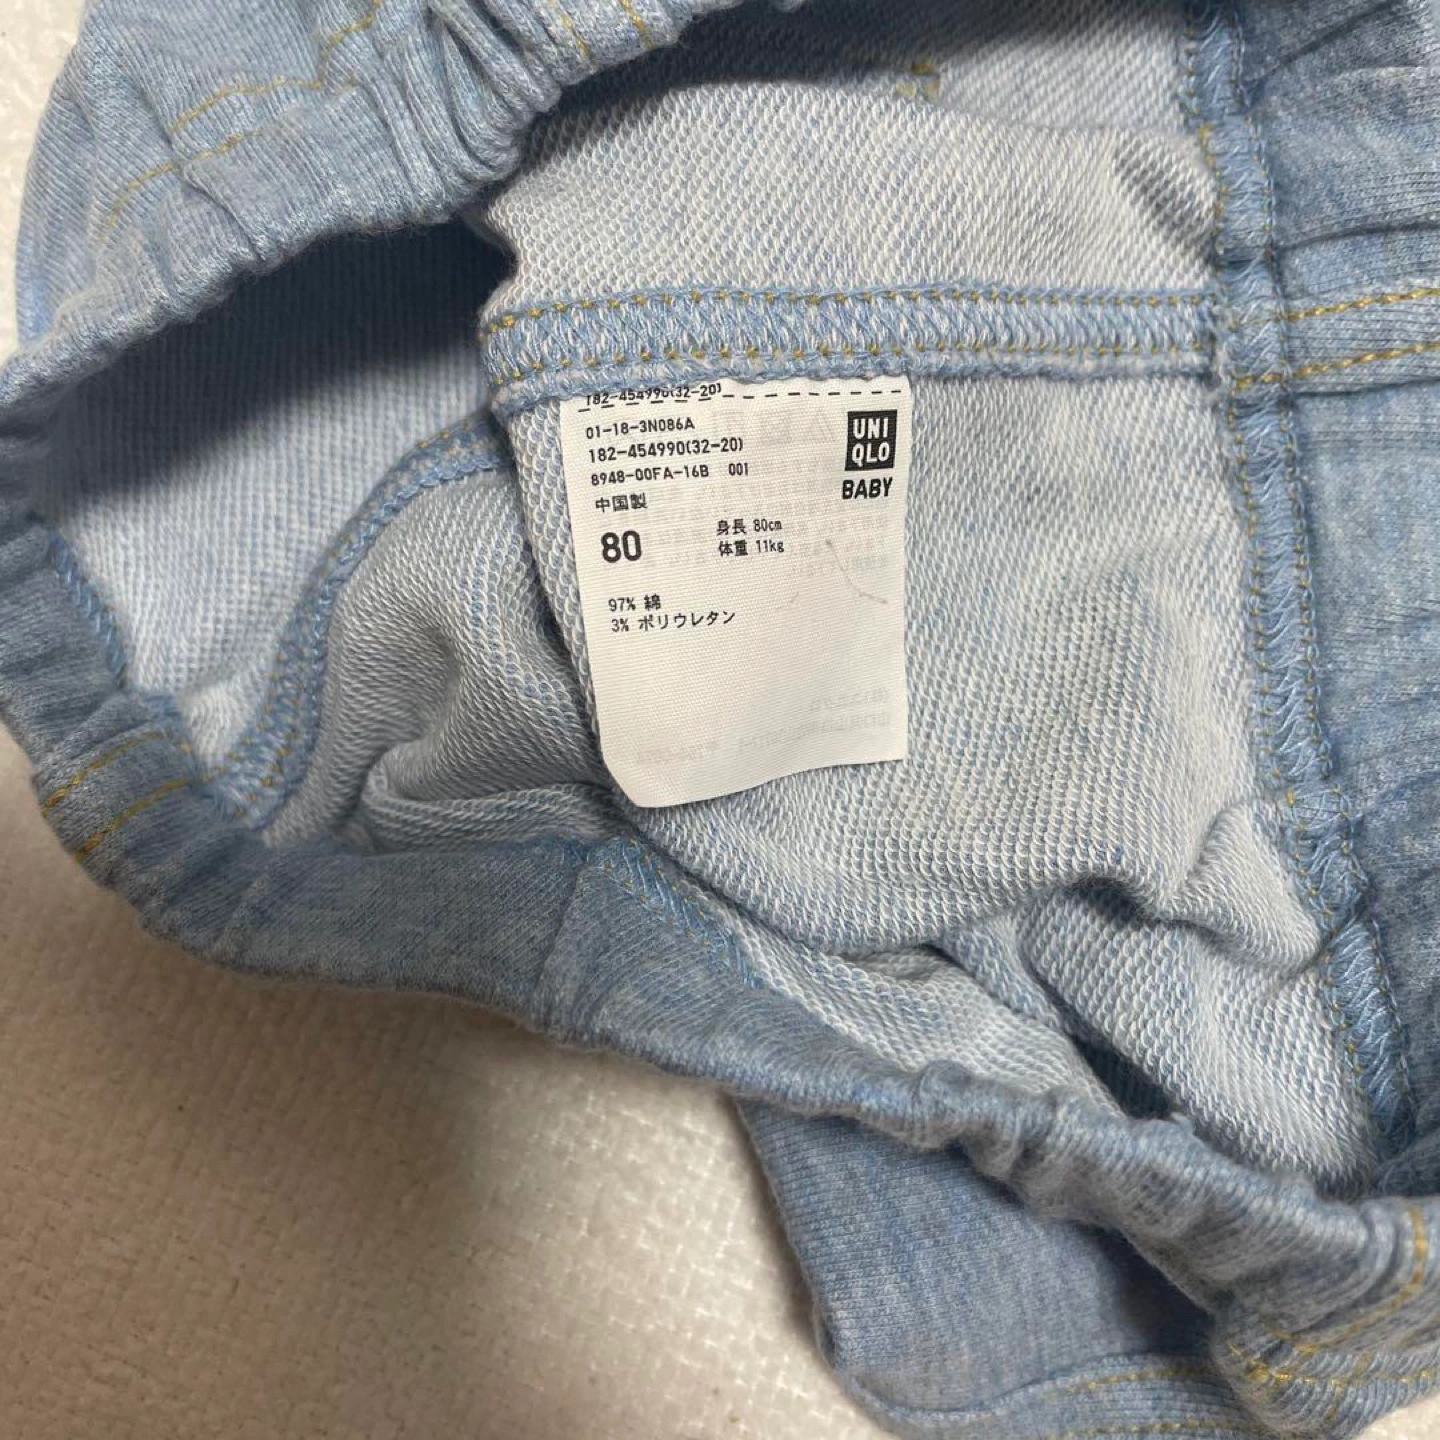 182-454990(32-20)
01-18-3N086A
182-454990(32-20)
8948-00FA-16B 001
中国製
80
身長 80cm
体重 11kg
97% 綿
3% ポリウレタン
UNI
QLO
BABY